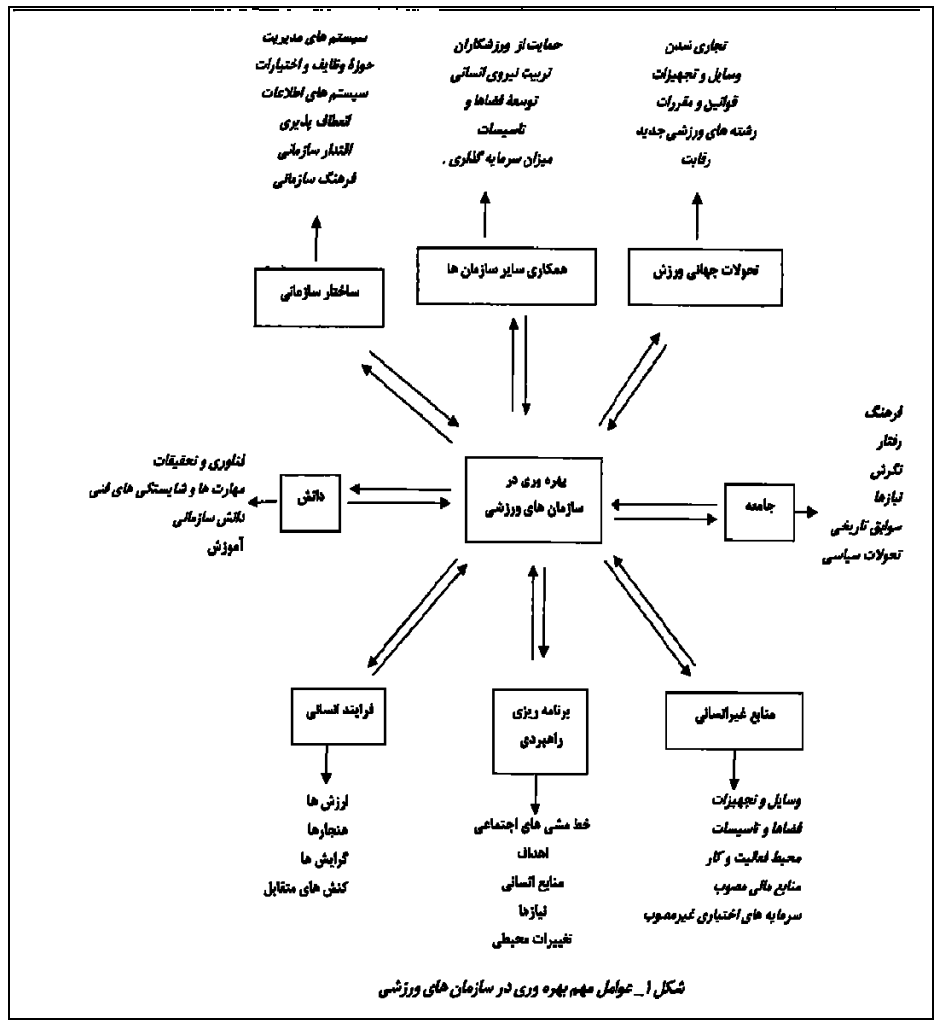 تجاری شدن
وسایل و تجهیزات
قوانین و مقررات
رشته های ورزشی جدید
رقابت
حمایت از ورزشکاران
تربیت نیروی انسانی
توسعۀ فضاها و
تاسیسات
میزان سرمایه گذاری .
سیستم های مدیریت
حوزۀ وظایف و اختیارات
سیستم های اطلاعات
انعطاف پذیری
اقتدار سازمانی
فرهنگ سازمانی
تحولات جهانی ورزش
همکاری سایر سازمان ها
ساختار سازمانی
فرهنگ
رفتار
نگرش
نیازها
سوابق تاریخی
تحولات سیاسی
جامعه
بهره وری در
سازمان های ورزشی
دانش
فناوری و تحقیقات
مهارت ها و شایستگی های فنی
دانش سازمانی
آموزش
منابع غیرانسانی
برنامه ریزی
راهبردی
فرایند انسانی
وسایل و تجهیزات
فضاها و تاسیسات
محیط فعالیت و کار
منابع مالی مصوب
سرمایه های اختیاری غیرمصوب
خط مشی های اجتماعی
اهداف
منابع انسانی
نیازها
تغییرات محیطی
ارزش ها
هنجارها
گرایش ها
کنش های متقابل
شکل ۱_ عوامل مهم بهره وری در سازمان های ورزشی